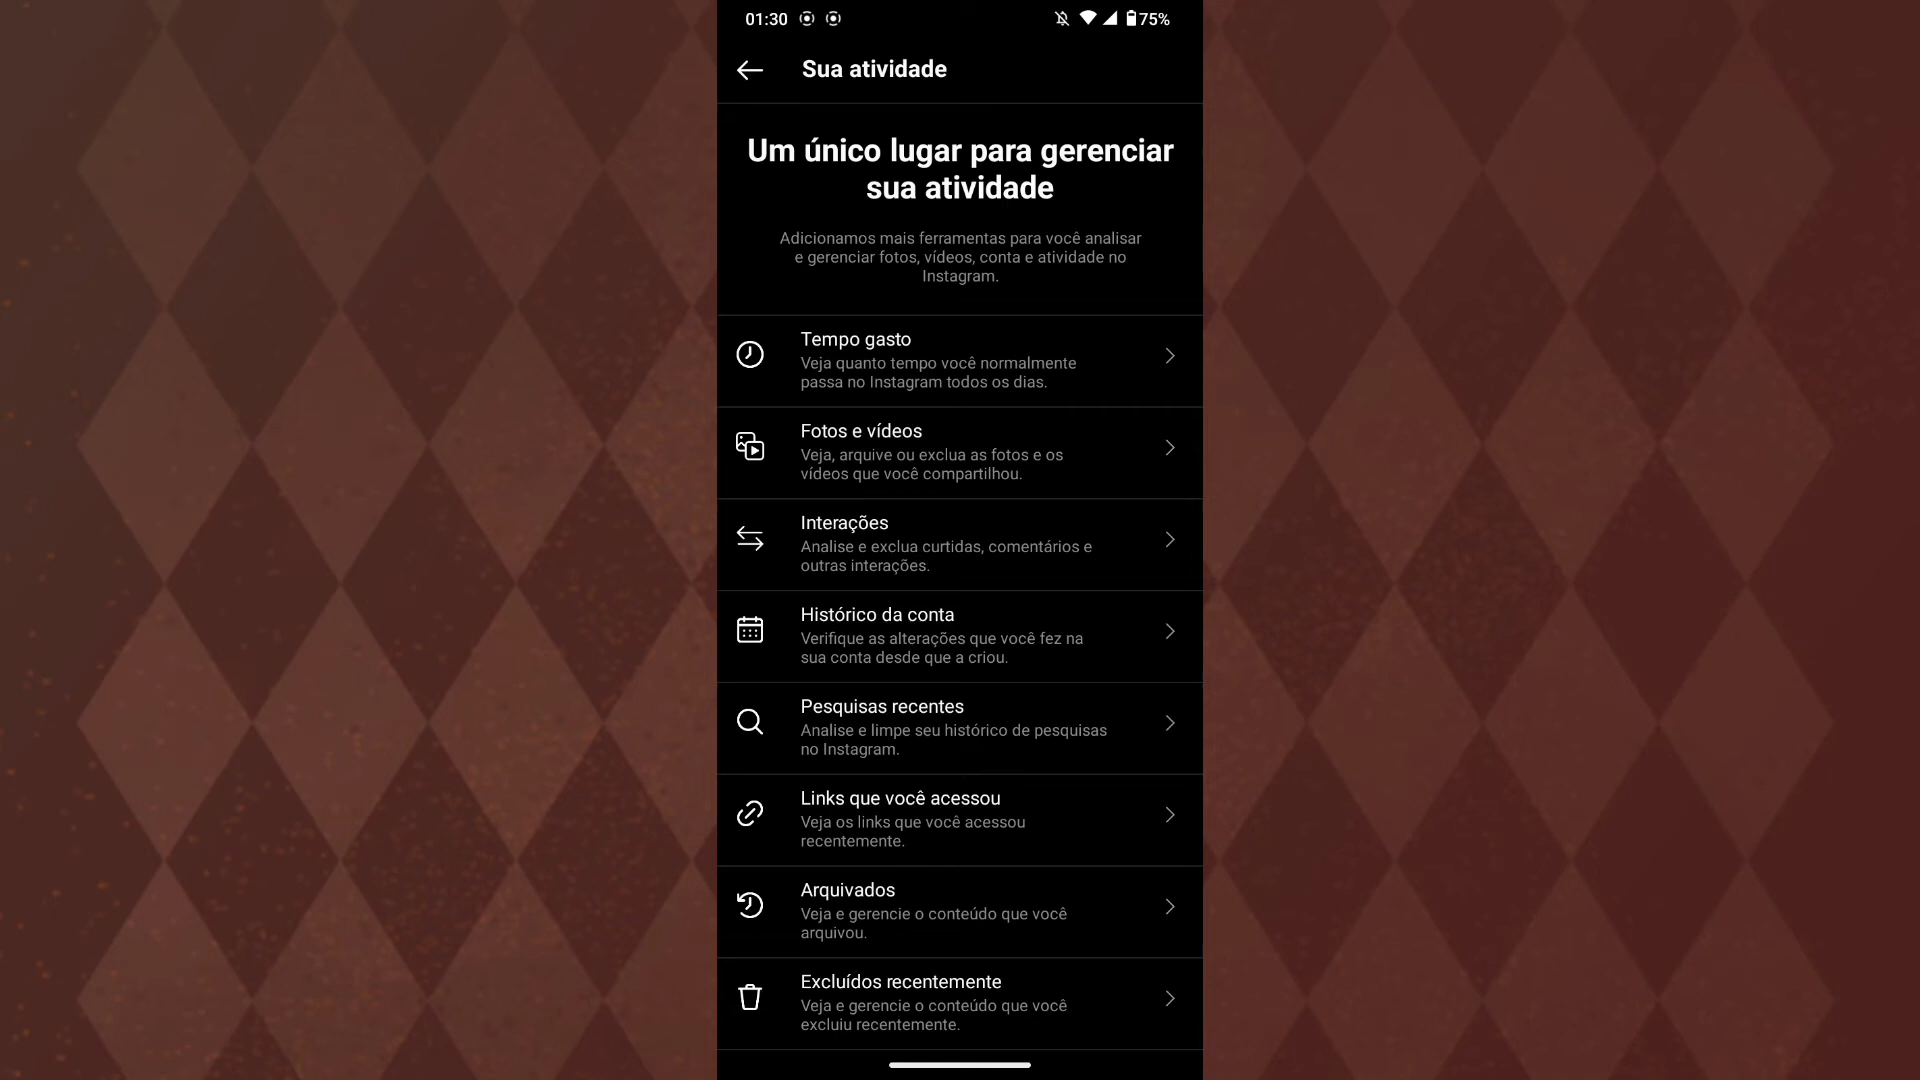 01:30
75%
Sua atividade
Um único lugar para gerenciar
sua atividade
Adicionamos mais ferramentas para você analisar
e gerenciar fotos, vídeos, conta e atividade no
Instagram.
Tempo gasto
Veja quanto tempo você normalmente
passa no Instagram todos os dias.
Fotos e vídeos
Veja, arquive ou exclua as fotos e os
vídeos que você compartilhou.
Interações
Analise e exclua curtidas, comentários e
outras interações.
Histórico da conta
Verifique as alterações que você fez na
sua conta desde que a criou.
Pesquisas recentes
Analise e limpe seu histórico de pesquisas
no Instagram.
Links que você acessou
Veja os links que você acessou
recentemente.
Arquivados
Veja e gerencie o conteúdo que você
arquivou.
Excluídos recentemente
Veja e gerencie o conteúdo que você
excluiu recentemente.